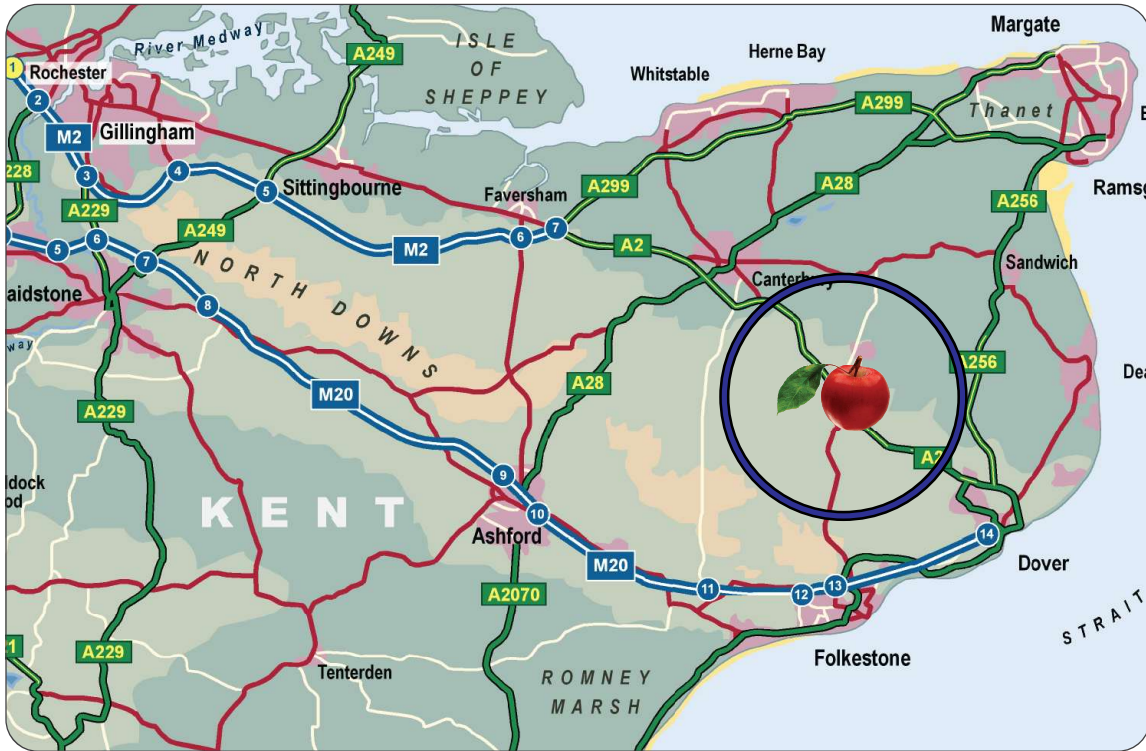 Margate
River Medway
A249
ISLE
OF
SHEPPEY
Herne Bay
Whitstable
1
Rochester
2
M2
Gillingham
A299
Thanet
3
4
5
Sittingbourne
A28
A299
Faversham
A229
A249
6
7
A2
M2
A256
5
6
7
8
NORTH DOWNS
Canterbury
Sandwich
A28
M20
A256
A229
9
10
KENT
Ashford
A2
M20
11
12
13
14
Dover
A2070
Folkestone
A229
Tenterden
ROMNEY
MARSH